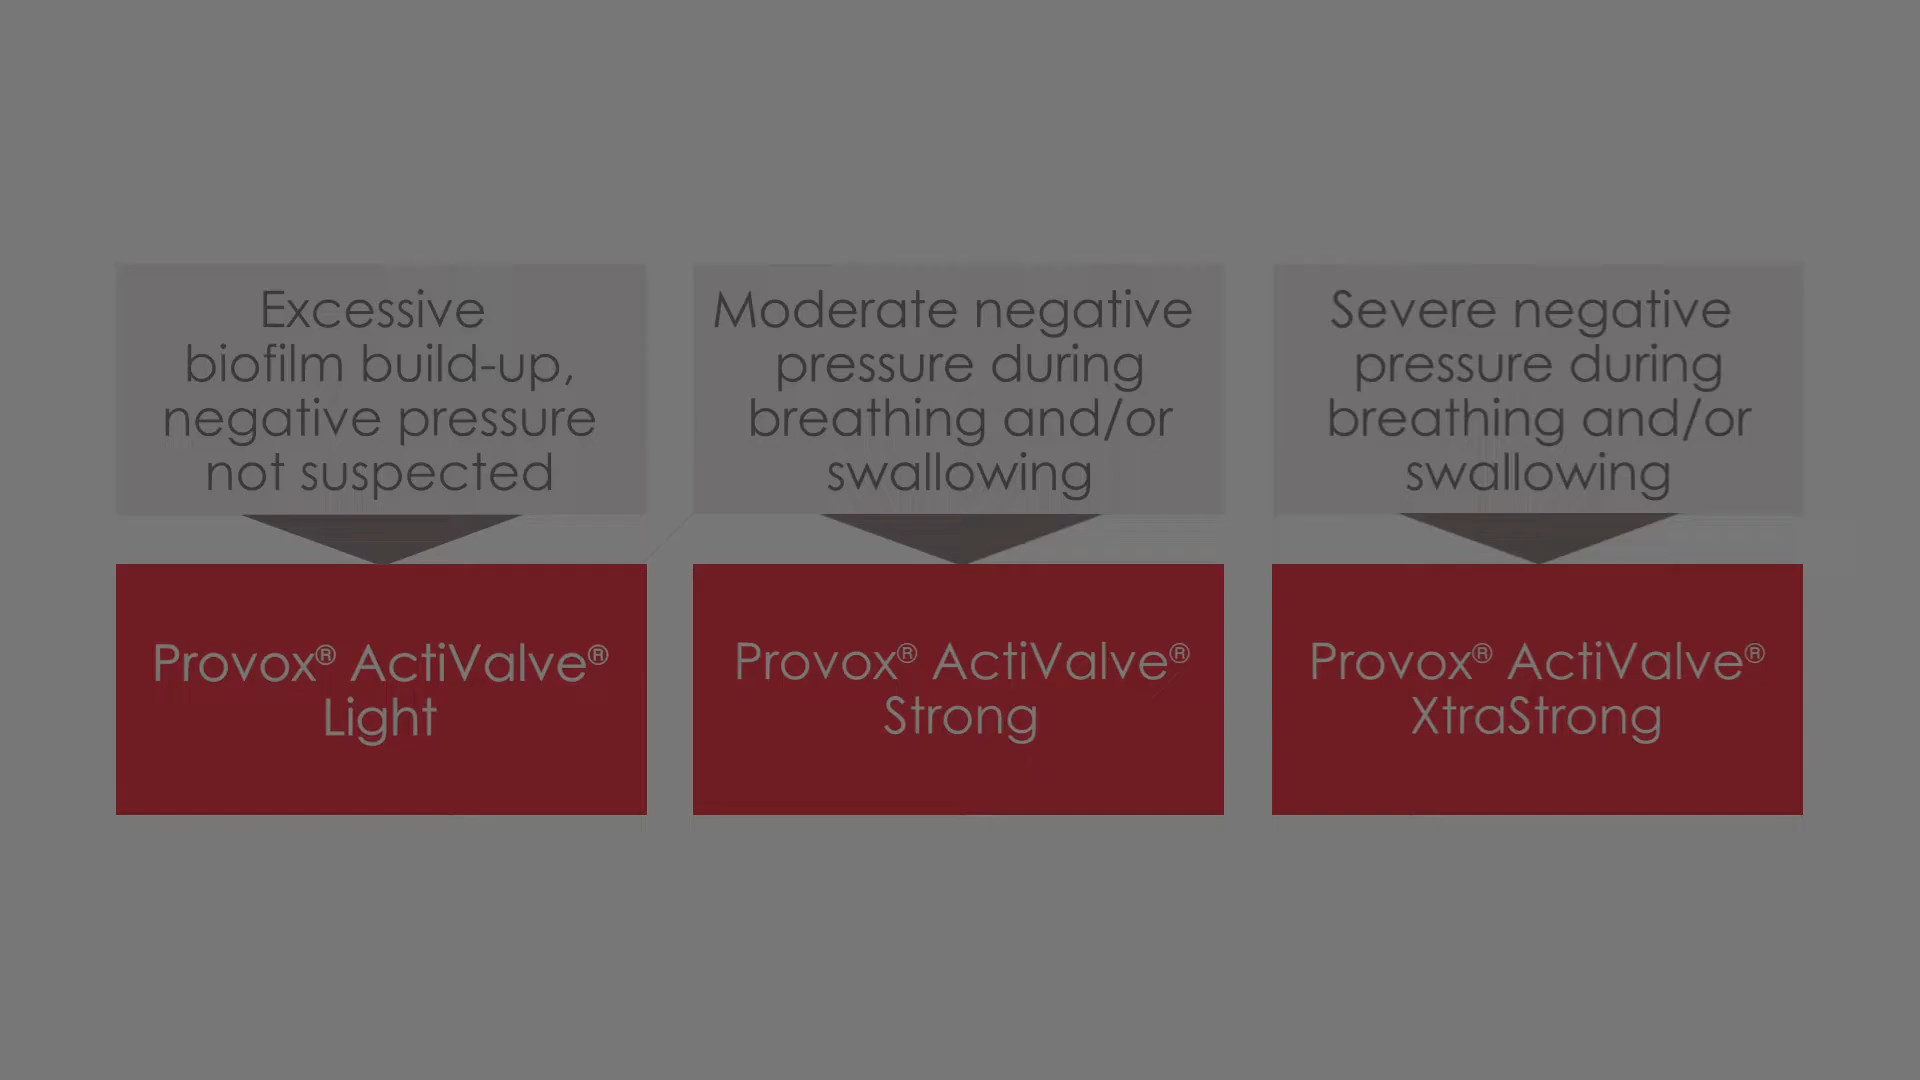 Excessive
biofilm build-up,
negative pressure
not suspected
Moderate negative
pressure during
breathing and/or
swallowing
Severe negative
pressure during
breathing and/or
swallowing
Provox® ActiValve®
Light
Provox® ActiValve®
Strong
Provox® ActiValve®
XtraStrong